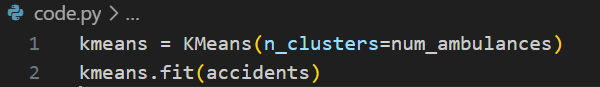 code.py > ...
1 kmeans = KMeans(n_clusters=num_ambulances)
2 kmeans.fit(accidents)